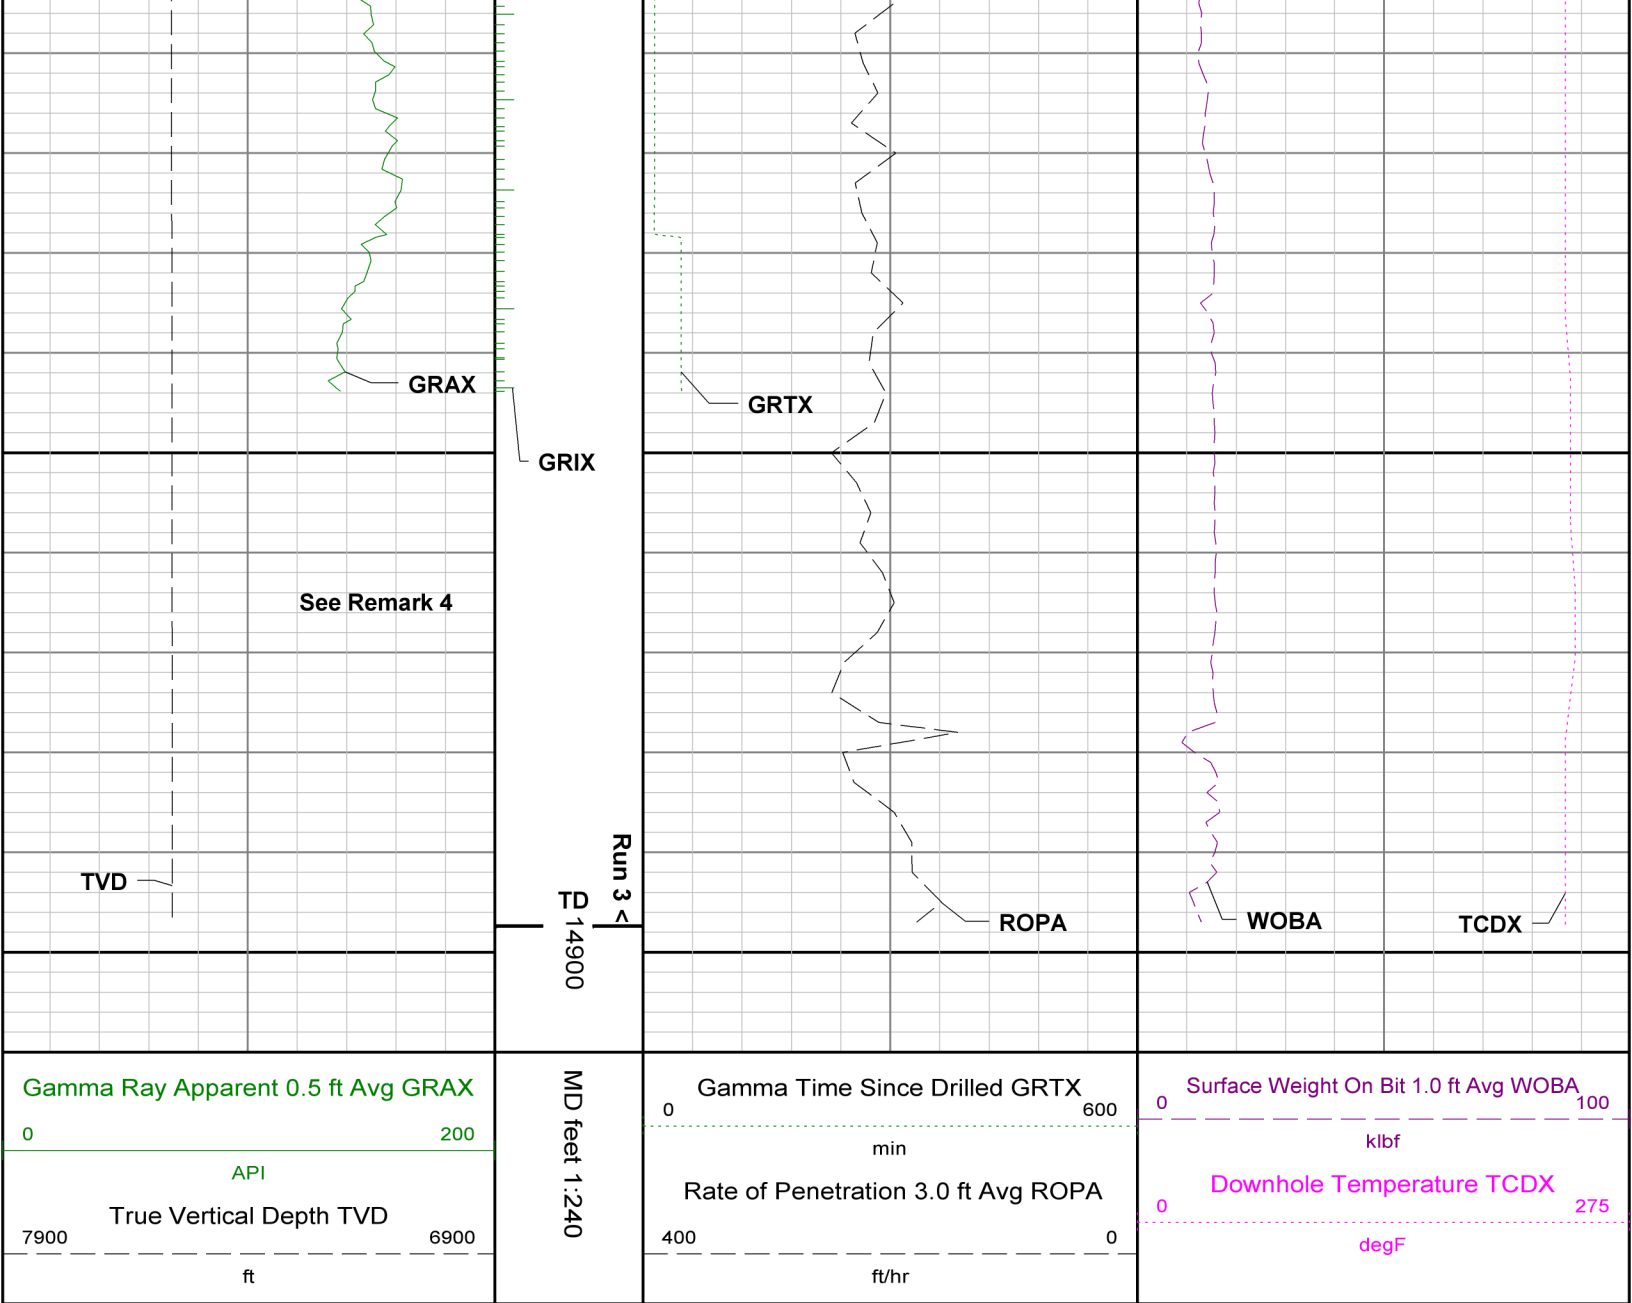 GRAX
GRTX
GRIX
See Remark 4
Run 3 <
TVD
TD
14900
ROPA
WOBA
TCDX
Gamma Ray Apparent 0.5 ft Avg GRAX
0 200
API
True Vertical Depth TVD
7900 6900
ft
MD feet 1:240
Gamma Time Since Drilled GRTX
0 600
min
Rate of Penetration 3.0 ft Avg ROPA
400 0
ft/hr
Surface Weight On Bit 1.0 ft Avg WOBA
0 100
klbf
Downhole Temperature TCDX
0 275
degF